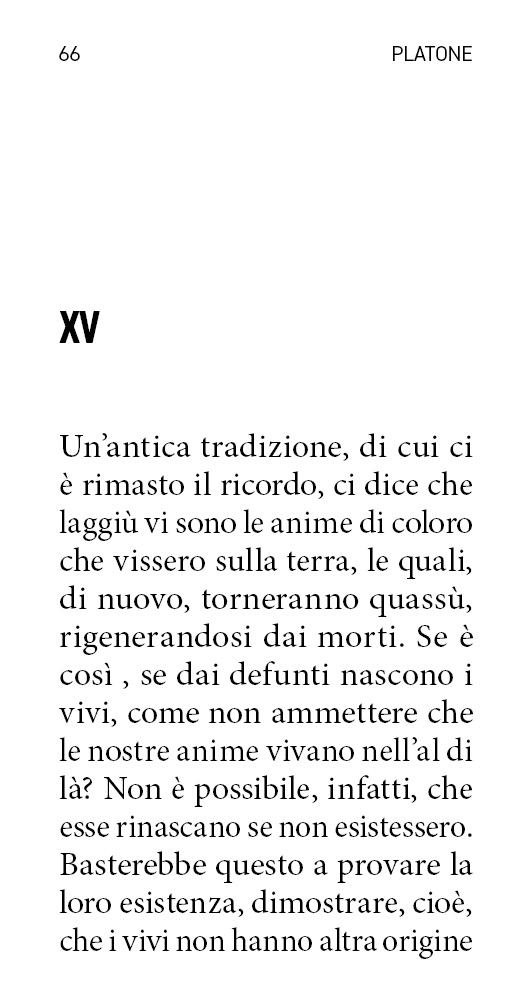 66 PLATONE
XV
Un’antica tradizione, di cui ci
è rimasto il ricordo, ci dice che
laggiù vi sono le anime di coloro
che vissero sulla terra, le quali,
di nuovo, torneranno quassù,
rigenerandosi dai morti. Se è
così , se dai defunti nascono i
vivi, come non ammettere che
le nostre anime vivano nell’al di
là? Non è possibile, infatti, che
esse rinascano se non esistessero.
Basterebbe questo a provare la
loro esistenza, dimostrare, cioè,
che i vivi non hanno altra origine